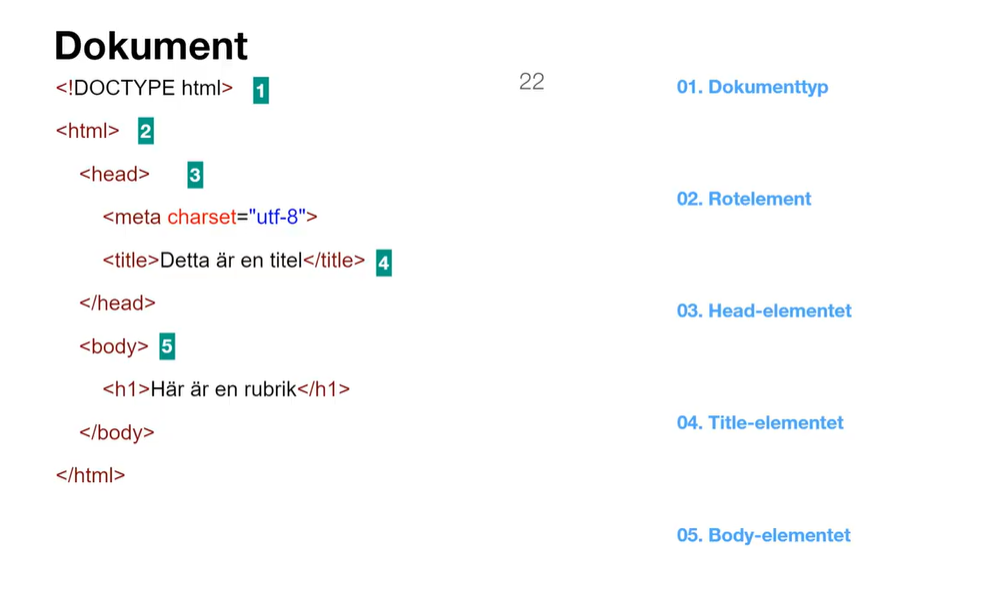 Dokument
<!DOCTYPE html> 1
<html> 2
<head> 3
<meta charset="utf-8">
<title>Detta är en titel</title> 4
</head>
<body> 5
<h1>Här är en rubrik</h1>
</body>
</html>
22
01. Dokumenttyp
02. Rotelement
03. Head-elementet
04. Title-elementet
05. Body-elementet